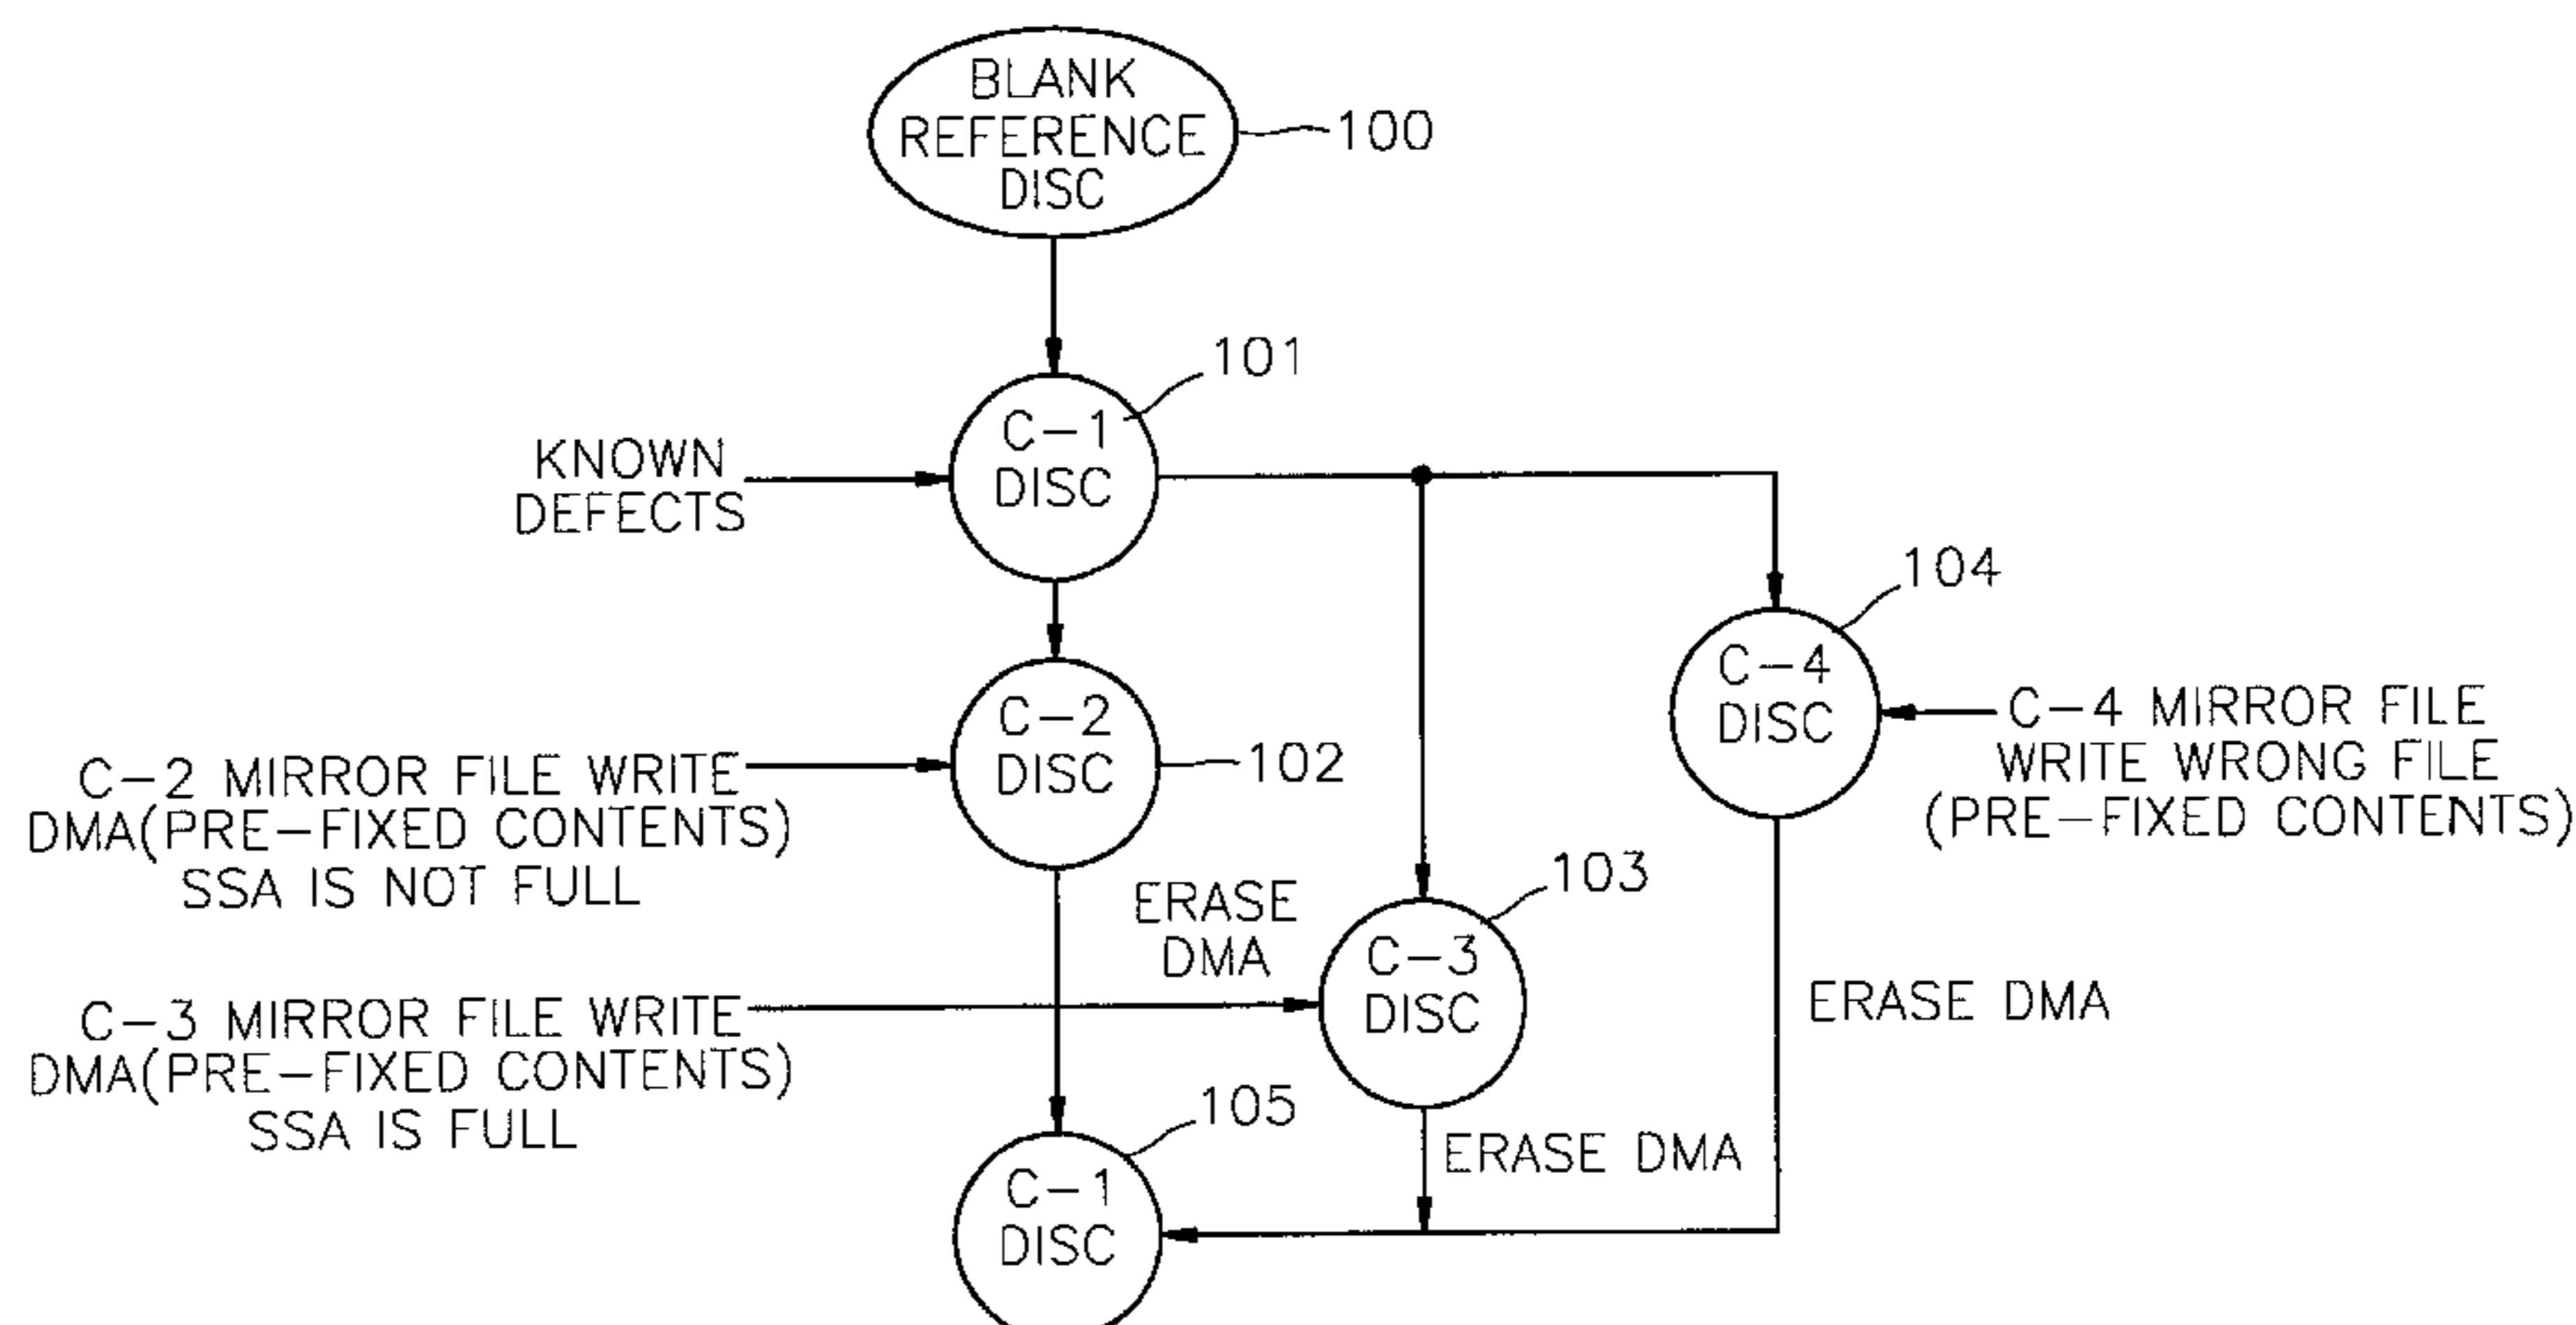 BLANK
REFERENCE
DISC
100
101
C-1
DISC
KNOWN
DEFECTS
104
C-4
DISC
C-4 MIRROR FILE
WRITE WRONG FILE
(PRE-FIXED CONTENTS)
C-2
DISC
102
C-2 MIRROR FILE WRITE
DMA(PRE-FIXED CONTENTS)
SSA IS NOT FULL
103
ERASE
DMA
C-3
DISC
ERASE DMA
C-3 MIRROR FILE WRITE
DMA(PRE-FIXED CONTENTS)
SSA IS FULL
105
ERASE DMA
C-1
DISC